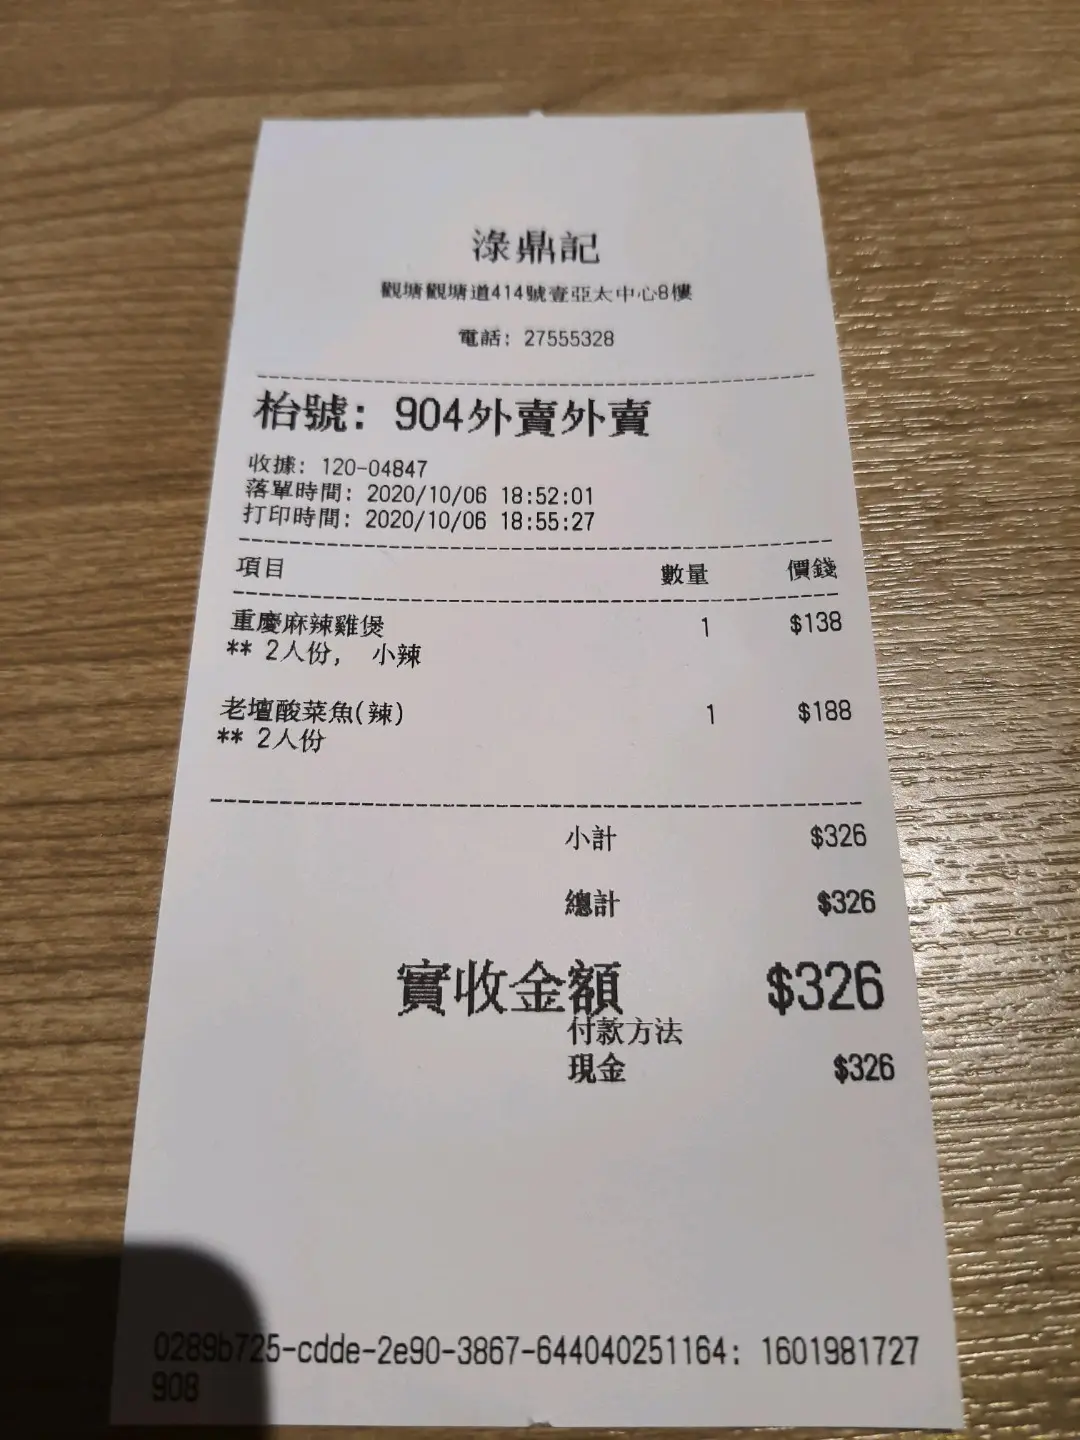 淥鼎記
觀塘觀塘道414號壹亞太中心8樓
電話: 27555328
枱號: 904外賣外賣
收據: 120-04847
落單時間: 2020/10/06 18:52:01
打印時間: 2020/10/06 18:55:27
項目 數量 價錢
重慶麻辣雞煲 1 $138
** 2人份, 小辣
老壇酸菜魚(辣) 1 $188
** 2人份
小計 $326
總計 $326
實收金額 $326
付款方法
現金 $326
0289b725-cdde-2e90-3867-644040251164: 1601981727
908